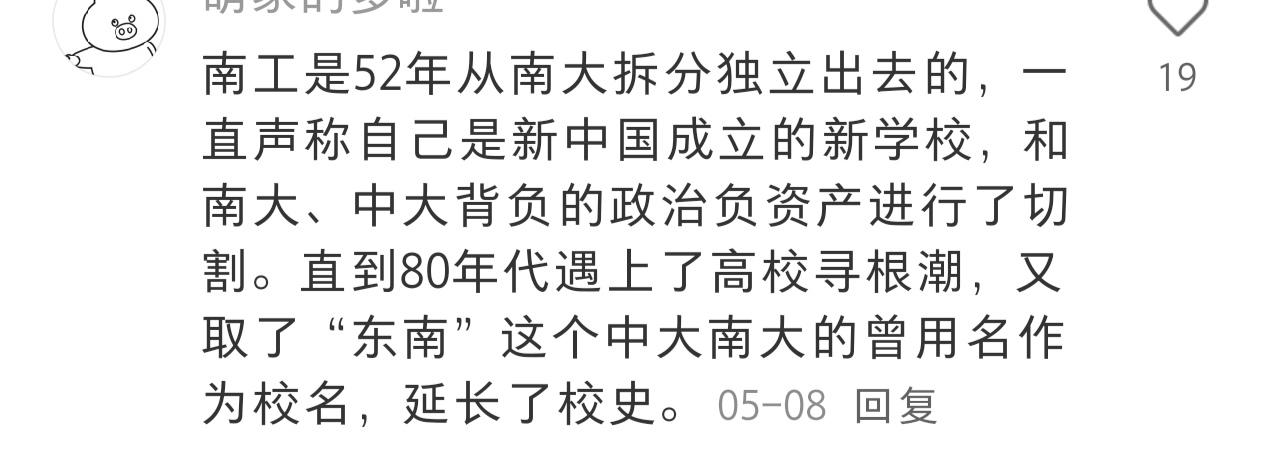 南工是52年从南大拆分独立出去的，一
19
直声称自己是新中国成立的新学校，和
南大、中大背负的政治负资产进行了切
割。直到80年代遇上了高校寻根潮，又
取了“东南”这个中大南大的曾用名作
为校名，延长了校史。 05-08 回复